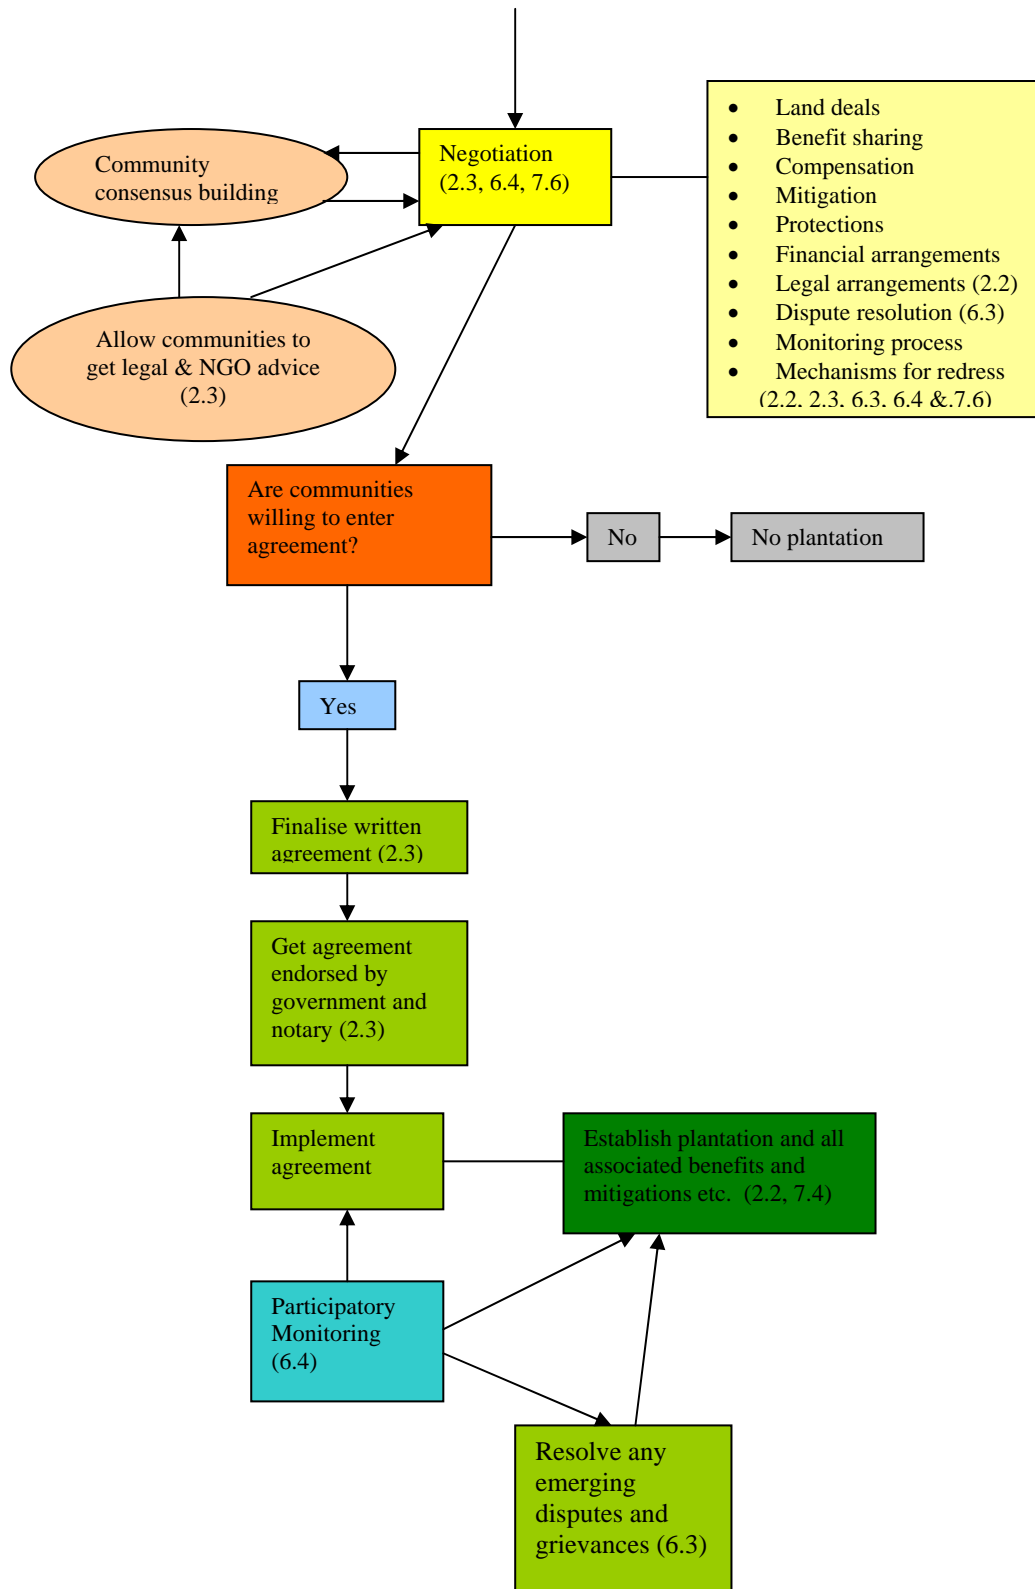 Community
consensus building
Negotiation
(2.3, 6.4, 7.6)
• Land deals
• Benefit sharing
• Compensation
• Mitigation
• Protections
• Financial arrangements
• Legal arrangements (2.2)
• Dispute resolution (6.3)
• Monitoring process
• Mechanisms for redress
(2.2, 2.3, 6.3, 6.4 &.7.6)
Allow communities to
get legal & NGO advice
(2.3)
Are communities
willing to enter
agreement?
No
No plantation
Yes
Finalise written
agreement (2.3)
Get agreement
endorsed by
government and
notary (2.3)
Implement
agreement
Establish plantation and all
associated benefits and
mitigations etc.  (2.2, 7.4)
Participatory
Monitoring
(6.4)
Resolve any
emerging
disputes and
grievances (6.3)